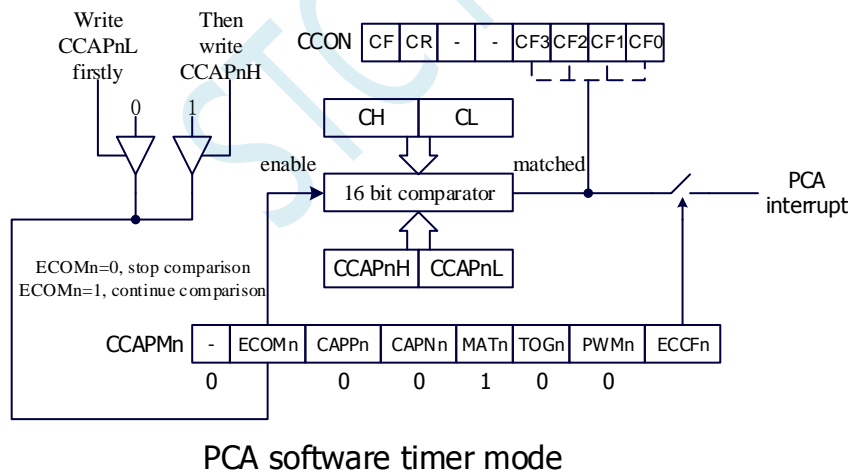 Write
CCAPnL
firstly
Then
write
CCAPnH
0
1
CCON
CF CR - - CF3 CF2 CF1 CF0
CH CL
enable
16 bit comparator
matched
PCA
interrupt
CCAPnH CCAPnL
ECOMn=0, stop comparison
ECOMn=1, continue comparison
CCAPMn
- ECOMn CAPPn CAPNn MATn TOGn PWMn ECCFn
0 0 0 1 0 0
PCA software timer mode